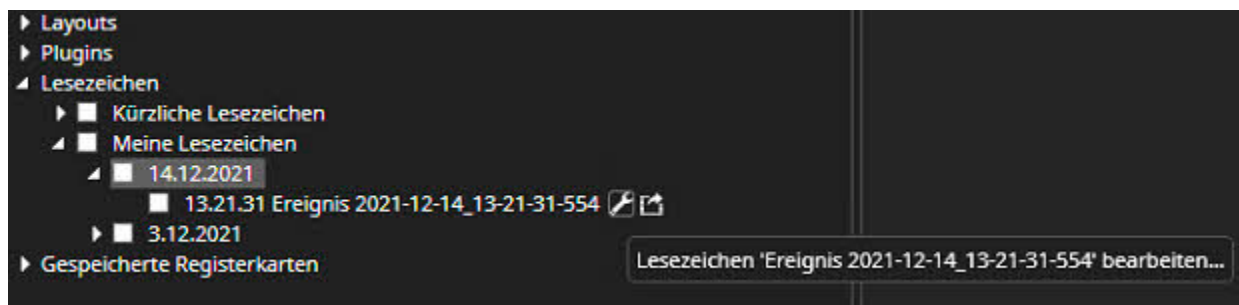 Layouts
Plugins
Lesezeichen
Kürzliche Lesezeichen
Meine Lesezeichen
14.12.2021
13.21.31 Ereignis 2021-12-14_13-21-31-554
3.12.2021
Gespeicherte Registerkarten
Lesezeichen 'Ereignis 2021-12-14_13-21-31-554' bearbeiten...